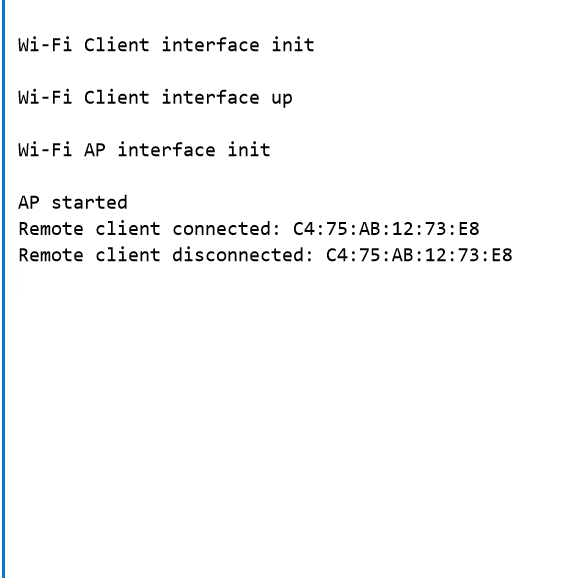 Wi-Fi Client interface init
Wi-Fi Client interface up
Wi-Fi AP interface init
AP started
Remote client connected: C4:75:AB:12:73:E8
Remote client disconnected: C4:75:AB:12:73:E8